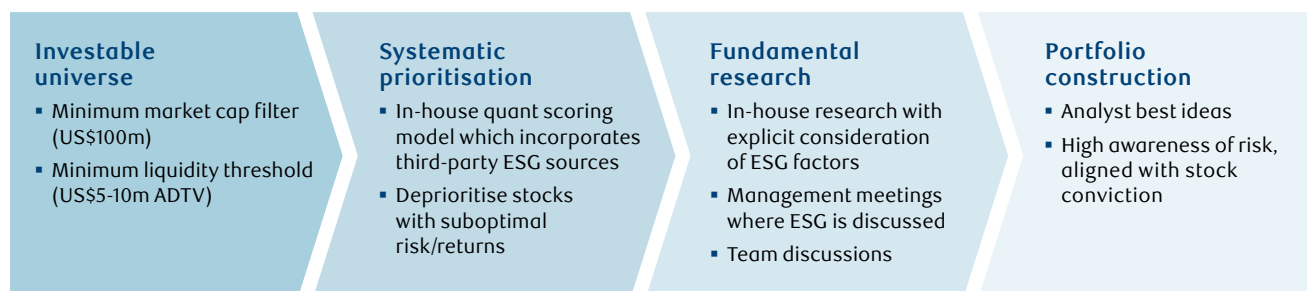 Investable
universe
▪ Minimum market cap filter
(US$100m)
▪ Minimum liquidity threshold
(US$5-10m ADTV)
Systematic
prioritisation
▪ In-house quant scoring
model which incorporates
third-party ESG sources
▪ Deprioritise stocks
with suboptimal
risk/returns
Fundamental
research
▪ In-house research with
explicit consideration
of ESG factors
▪ Management meetings
where ESG is discussed
▪ Team discussions
Portfolio
construction
▪ Analyst best ideas
▪ High awareness of risk,
aligned with stock
conviction